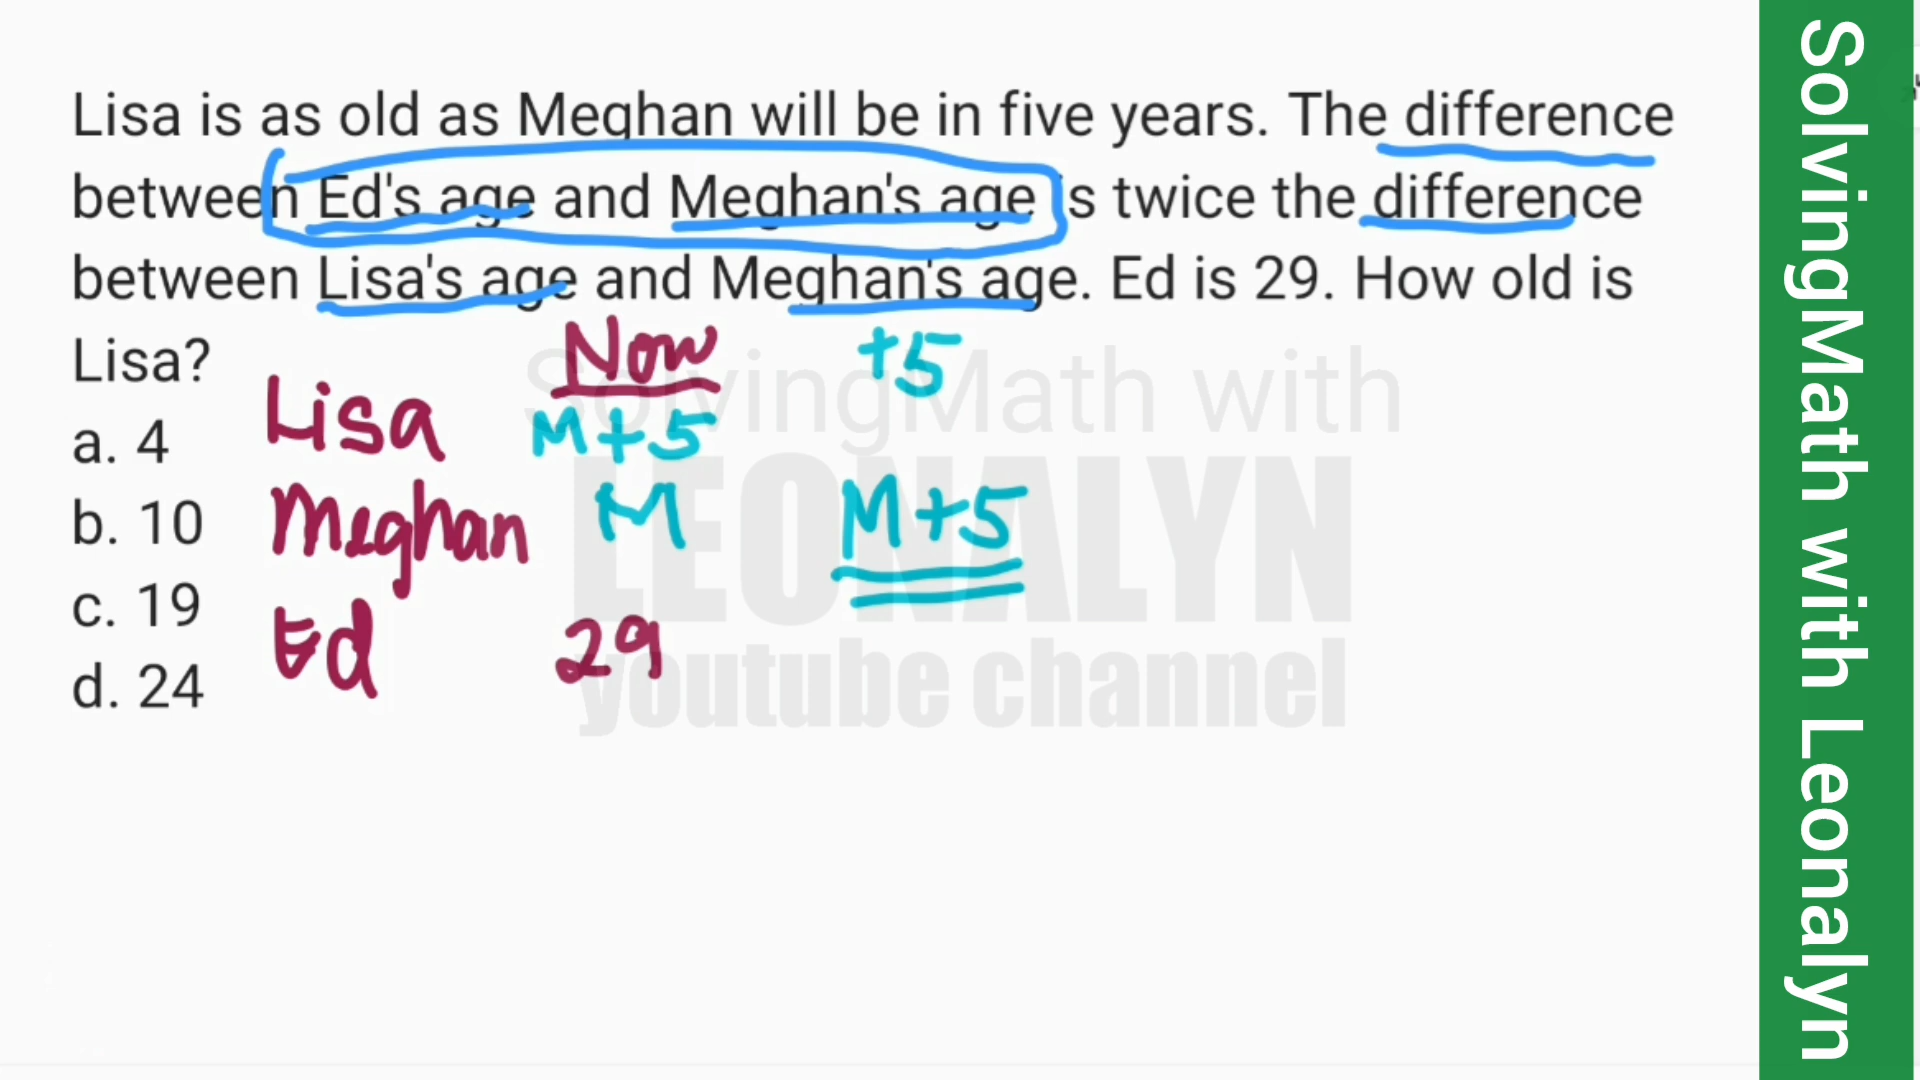 Lisa is as old as Meghan will be in five years. The difference
between Ed's age and Meghan's age is twice the difference
between Lisa's age and Meghan's age. Ed is 29. How old is
Lisa?
Now +5
a. 4 Lisa M+5
b. 10 Meghan M M+5
c. 19
Ed 29
d. 24
SolvingMath with
LEONALYN
youtube channel
SolvingMath with Leonalyn